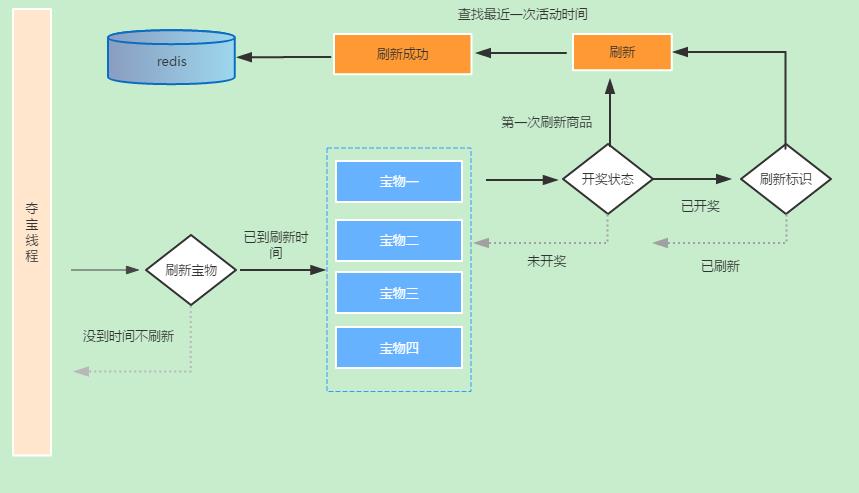 查找最近一次活动时间
redis
刷新成功
刷新
第一次刷新商品
宝物一
开奖状态
刷新标识
已开奖
夺
宝
线
程
已到刷新时
间
宝物二
未开奖
已刷新
刷新宝物
宝物三
没到时间不刷新
宝物四